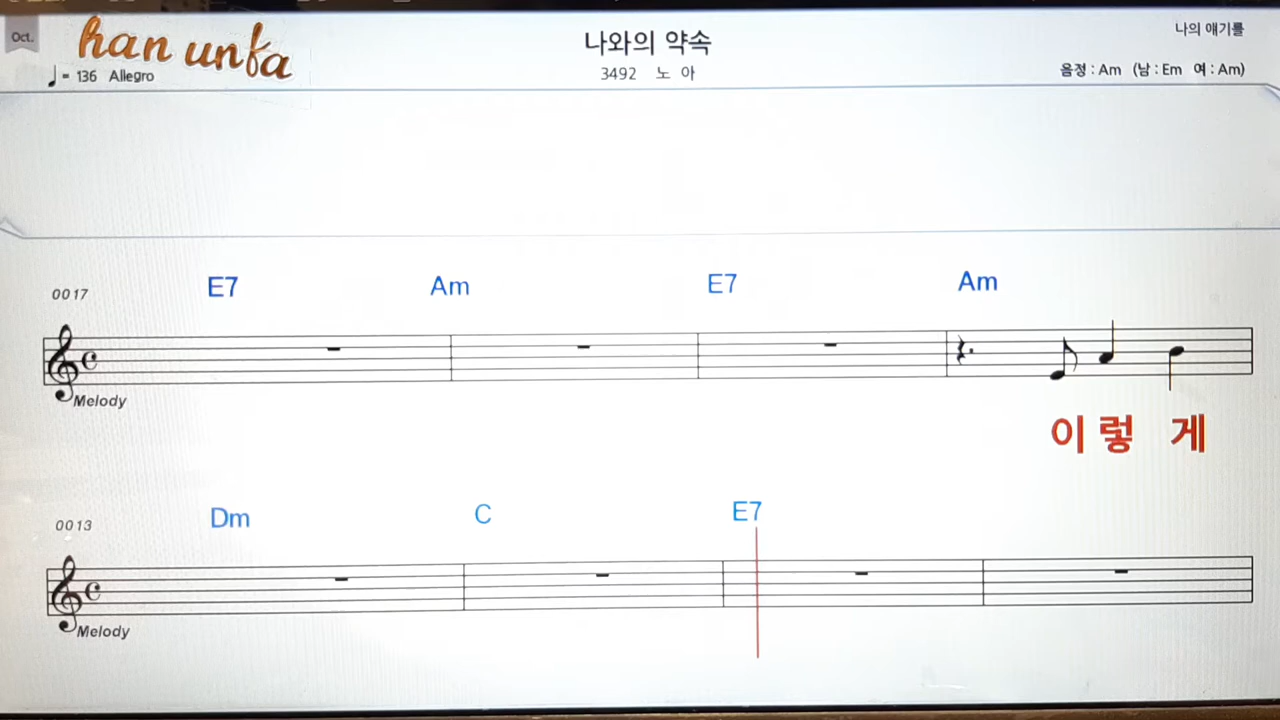 Oct.
han unfa
♩= 136 Allegro
나와의 약속
3492 노 아
나의 얘기를
음정 : Am (남 : Em 여 : Am)
0017
E7 Am E7 Am
Melody
이 렇 게
0013
Dm C E7
Melody